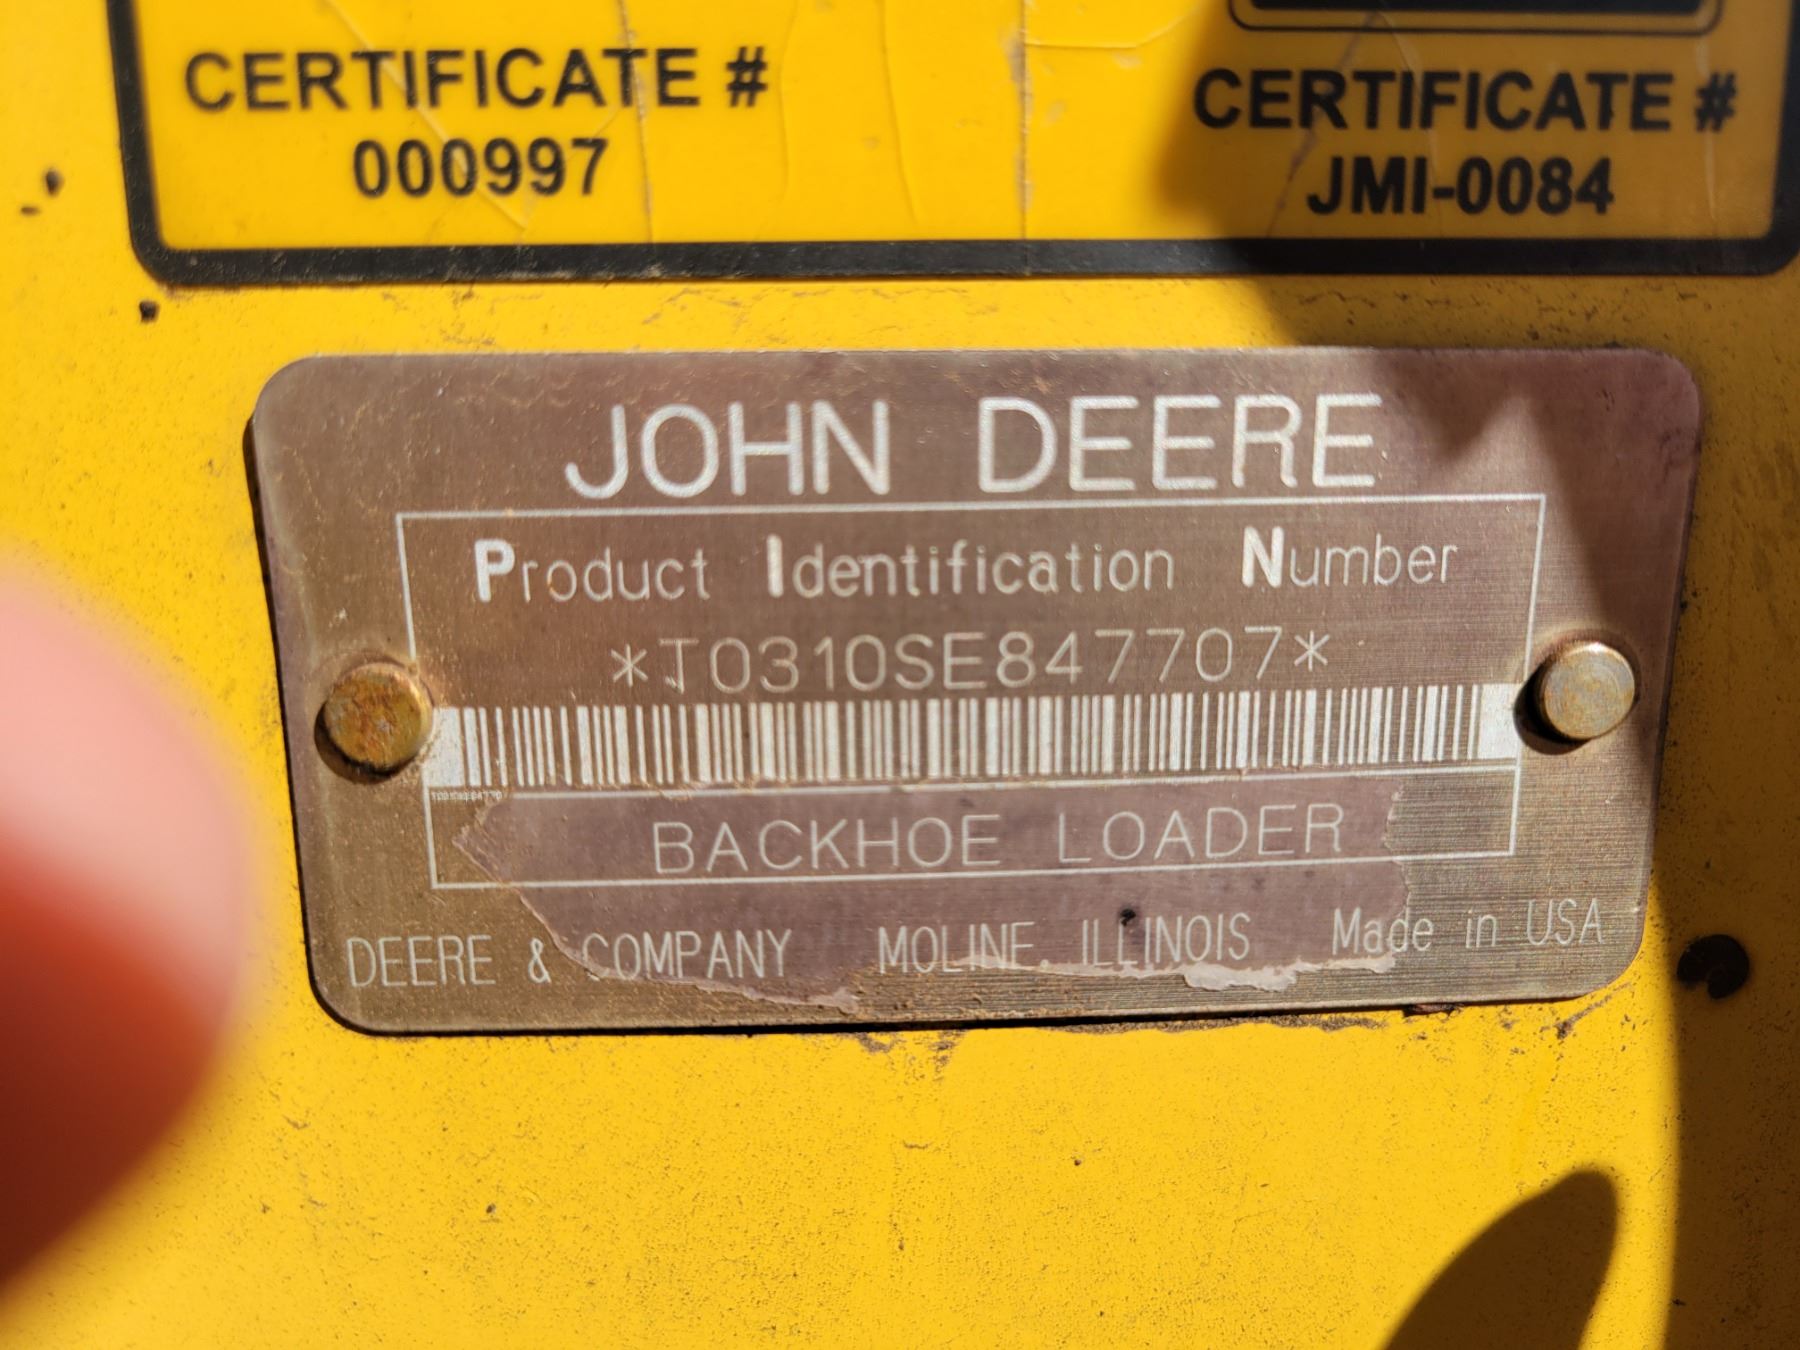 CERTIFICATE #
000997
CERTIFICATE #
JMI-0084
JOHN DEERE
Product Identification Number
*T0310SE847707*
BACKHOE LOADER
DEERE & COMPANY MOLINE, ILLINOIS Made in USA